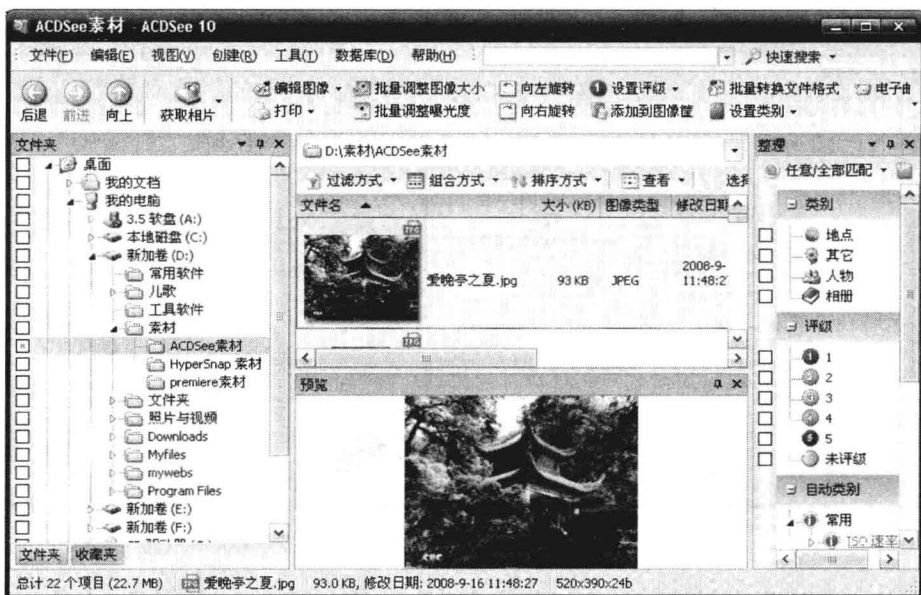 ACDSee素材 - ACDSee 10
文件(F) 编辑(E) 视图(V) 创建(R) 工具(T) 数据库(D) 帮助(H) 快速搜索
后退 前进 向上 获取相片 编辑图像 批量调整图像大小 向左旋转 设置评级 批量转换文件格式 电子邮
打印 批量调整曝光度 向右旋转 添加到图像筐 设置类别
文件夹
桌面
我的文档
我的电脑
3.5 软盘 (A:)
本地磁盘 (C:)
新加卷 (D:)
常用软件
儿歌
工具软件
素材
ACDSee素材
HyperSnap 素材
premiere素材
文件夹
照片与视频
Downloads
Myfiles
mywebs
Program Files
新加卷 (E:)
新加卷 (F:)
文件夹 收藏夹
D:\素材\ACDSee素材
过滤方式 组合方式 排序方式 查看 选择
文件名 大小 (KB) 图像类型 修改日期
爱晚亭之夏.jpg 93 KB JPEG 2008-9-
11:48:2
预览
整理
任意/全部匹配
类别
地点
其它
人物
相册
评级
1
2
3
4
5
未评级
自动类别
常用
ISO 速率
总计 22 个项目 (22.7 MB) 爱晚亭之夏.jpg 93.0 KB, 修改日期: 2008-9-16 11:48:27 520x390x24b